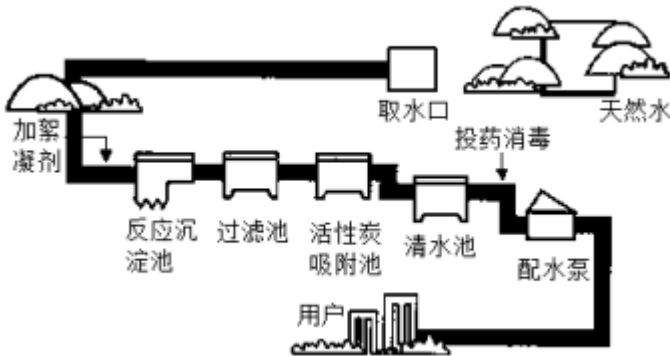 取水口
天然水
加絮
凝剂
投药消毒
反应沉
淀池
过滤池
活性炭
吸附池
清水池
配水泵
用户